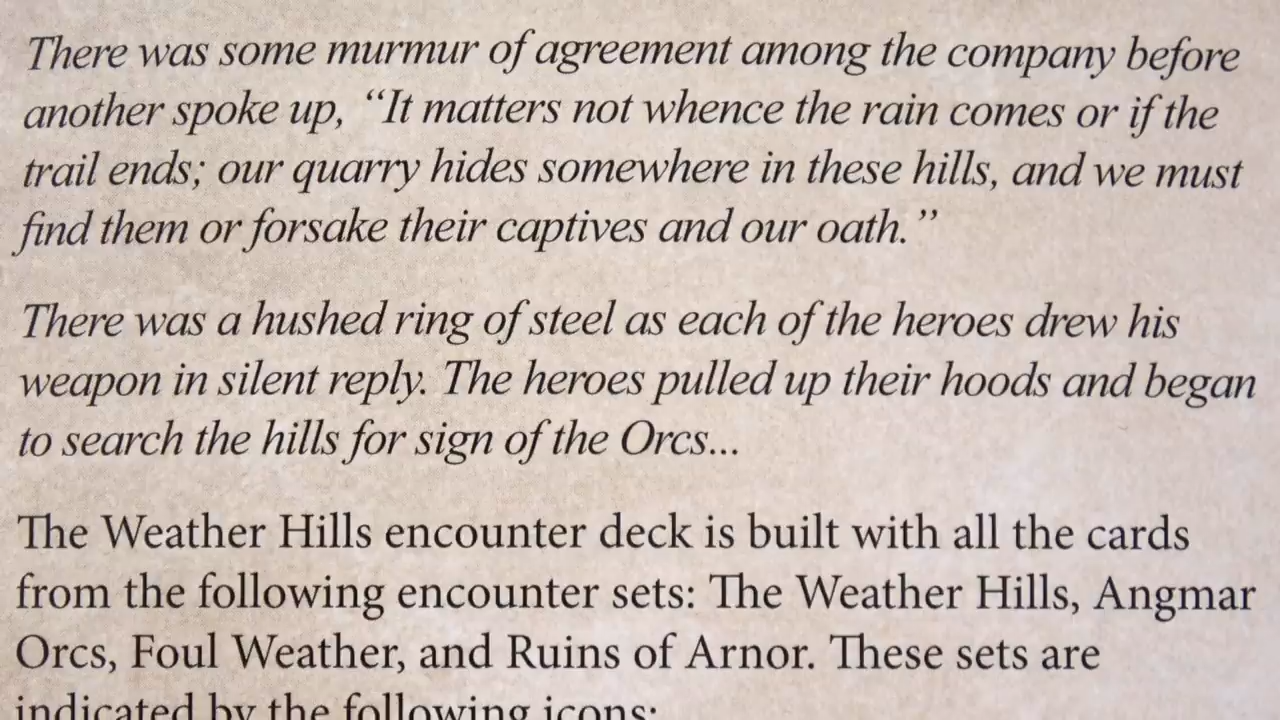 There was some murmur of agreement among the company before
another spoke up, “It matters not whence the rain comes or if the
trail ends; our quarry hides somewhere in these hills, and we must
find them or forsake their captives and our oath.”
There was a hushed ring of steel as each of the heroes drew his
weapon in silent reply. The heroes pulled up their hoods and began
to search the hills for sign of the Orcs...
The Weather Hills encounter deck is built with all the cards
from the following encounter sets: The Weather Hills, Angmar
Orcs, Foul Weather, and Ruins of Arnor. These sets are
indicated by the following icons: